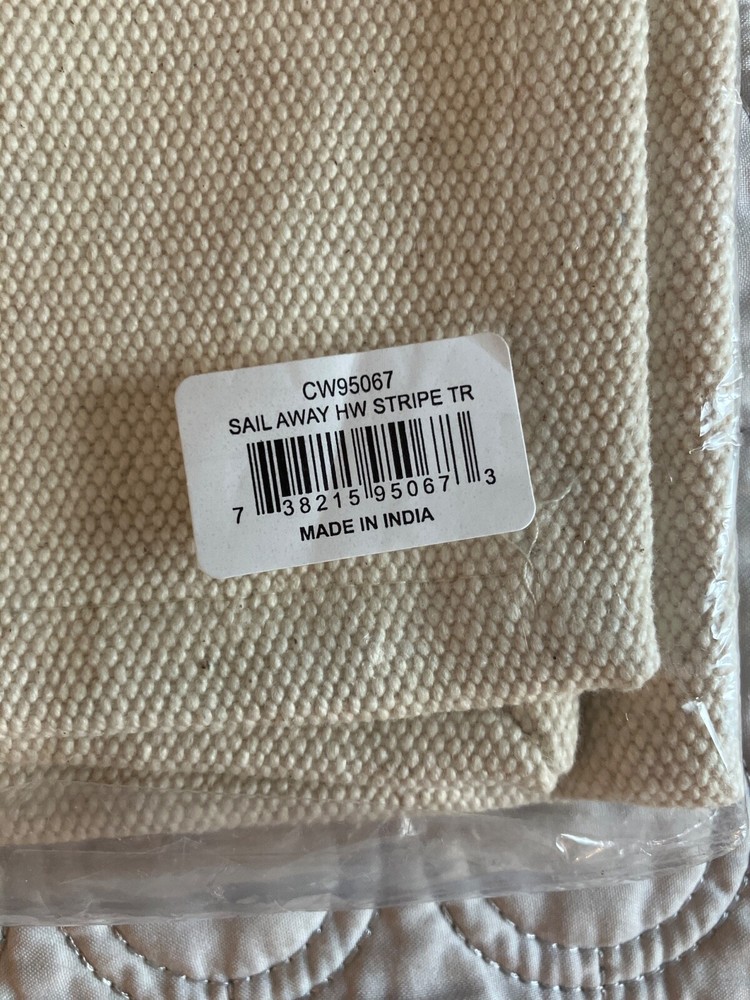 CW95067
SAIL AWAY HW STRIPE TR
7 38215 95067 3
MADE IN INDIA